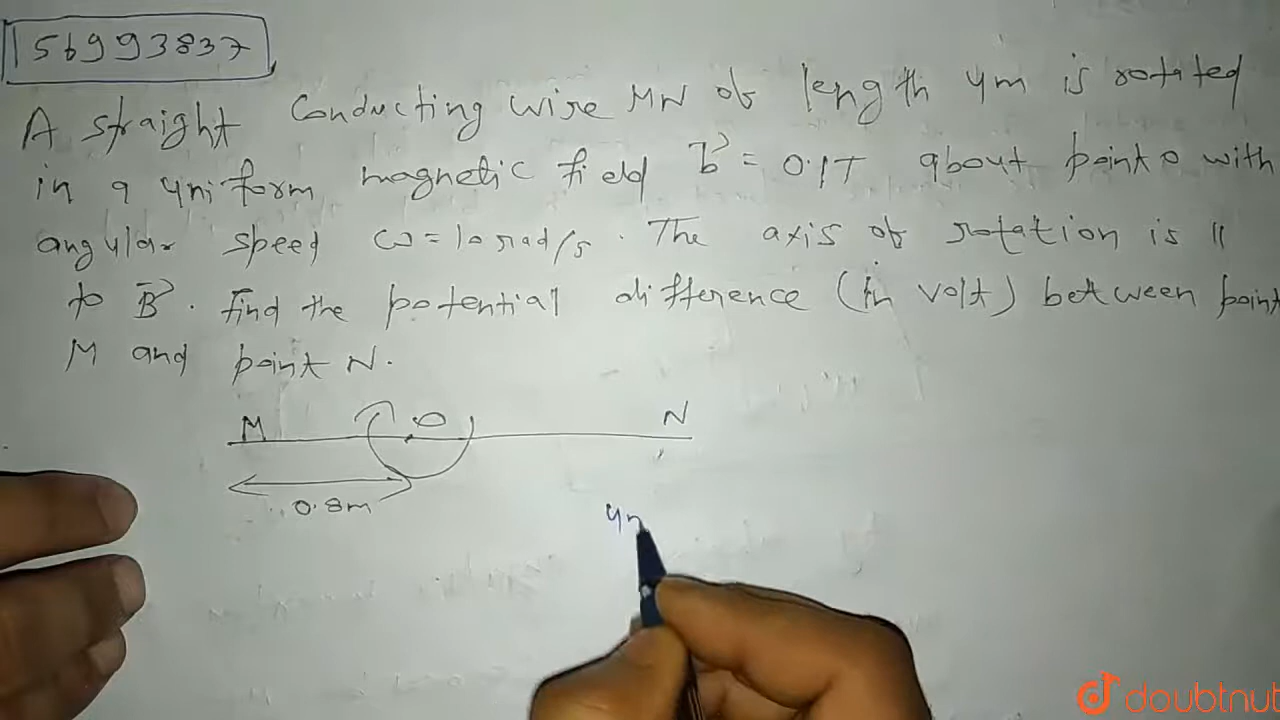 156993837
A straight conducting wire MN of length 4m is rotated
in a uniform magnetic field B = 0.1T about point O with
angular speed ω = 10 rad/s. The axis of rotation is ||
to B. Find the potential difference (in volt) between point
M and point N.
M O N
0.8m
4m
doubtnut